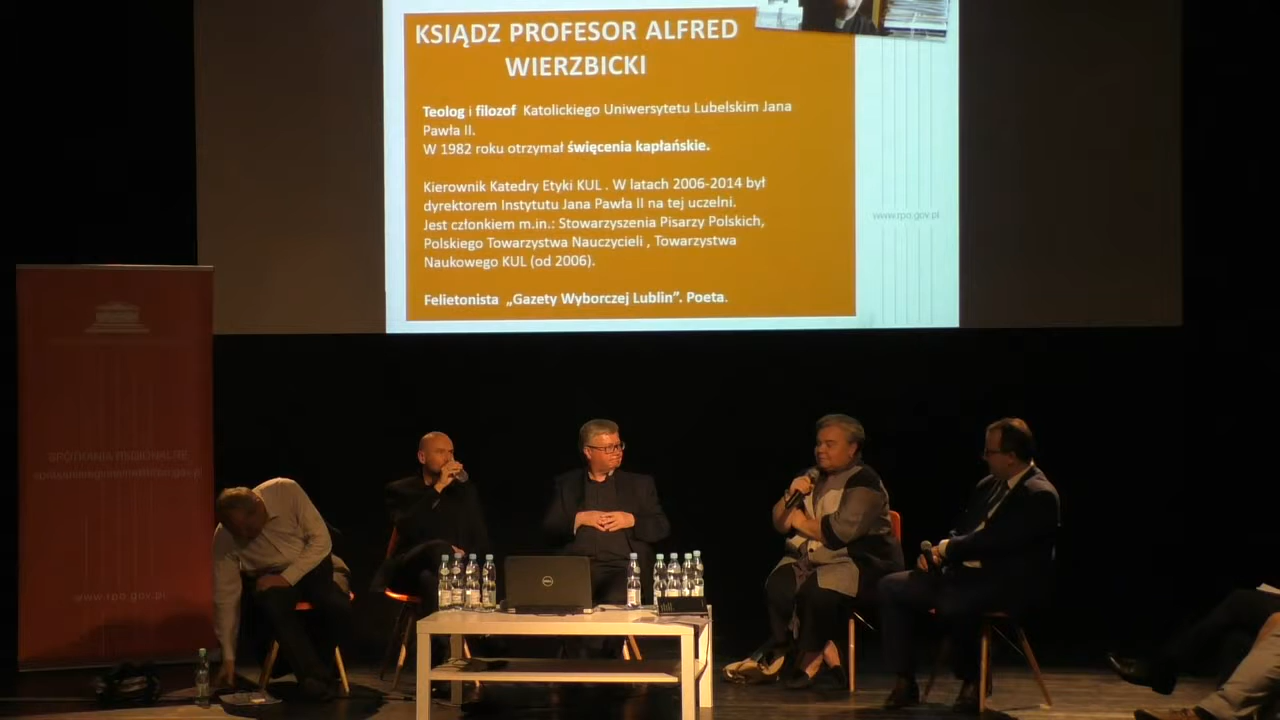 KSIĄDZ PROFESOR ALFRED
WIERZBICKI
Teolog i filozof Katolickiego Uniwersytetu Lubelskim Jana
Pawła II.
W 1982 roku otrzymał święcenia kapłańskie.
Kierownik Katedry Etyki KUL . W latach 2006-2014 był
dyrektorem Instytutu Jana Pawła II na tej uczelni.
Jest członkiem m.in.: Stowarzyszenia Pisarzy Polskich,
Polskiego Towarzystwa Nauczycieli , Towarzystwa
Naukowego KUL (od 2006).
Felietonista „Gazety Wyborczej Lublin”. Poeta.
www.rpo.gov.pl
SPOTKANIA REGIONALNE
www.rpo.gov.pl
DELL